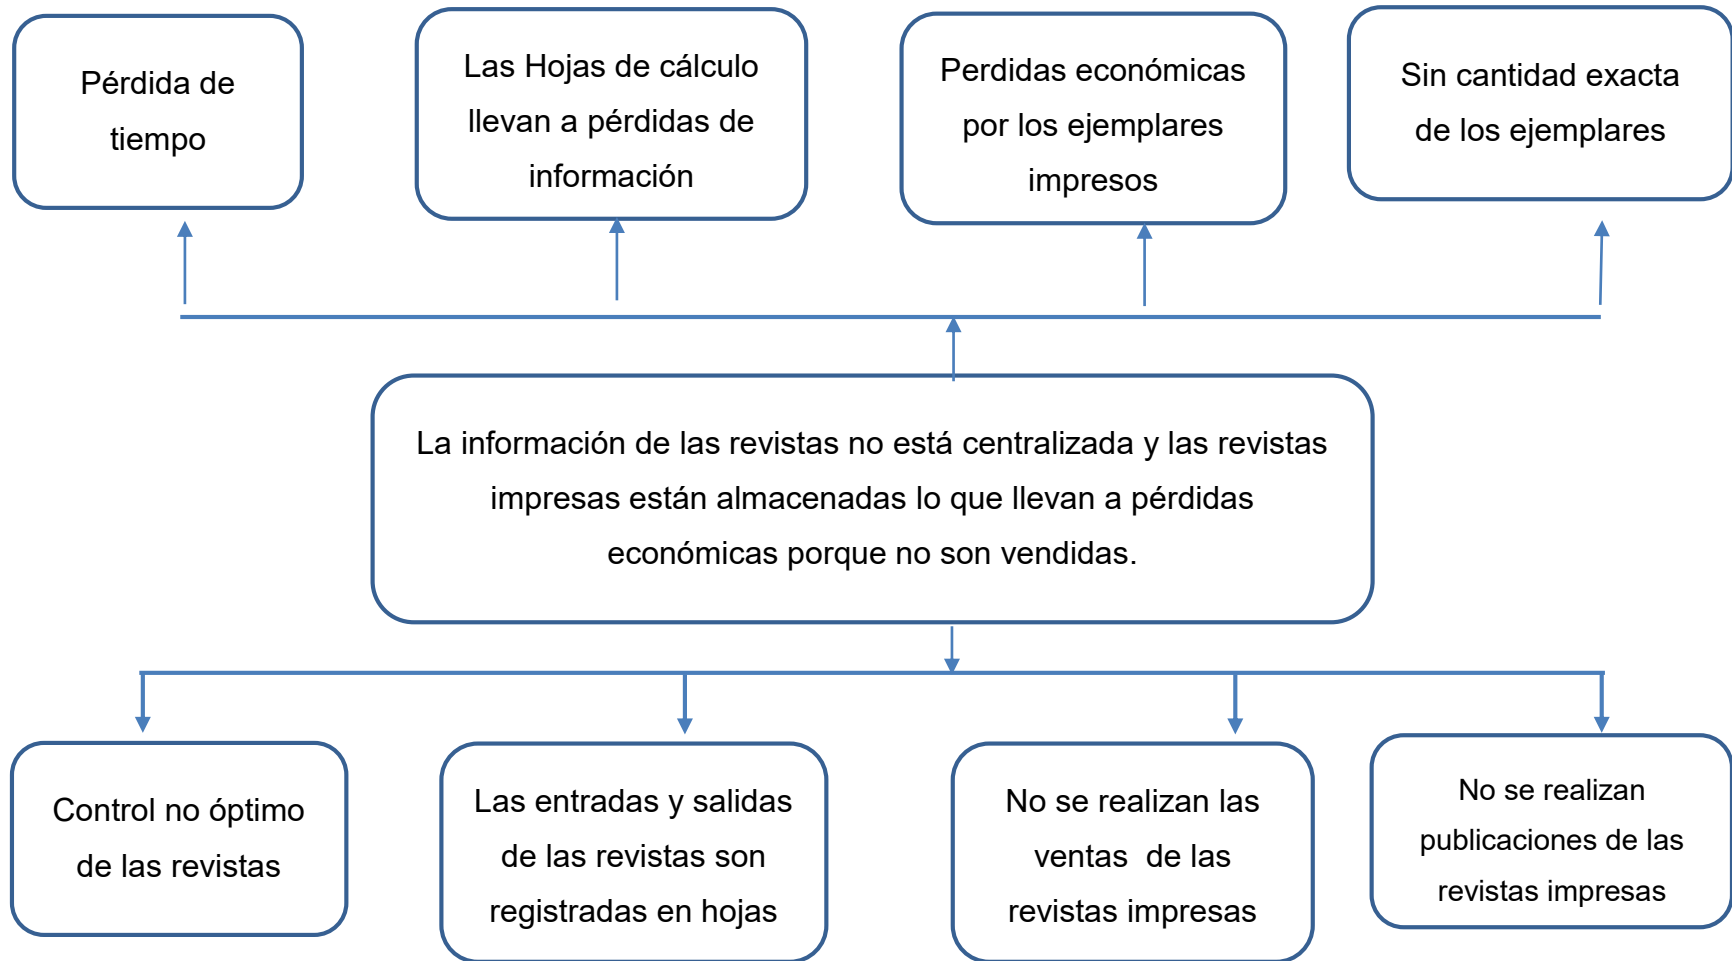 Pérdida de
tiempo
Las Hojas de cálculo
llevan a pérdidas de
información
Perdidas económicas
por los ejemplares
impresos
Sin cantidad exacta
de los ejemplares
La información de las revistas no está centralizada y las revistas
impresas están almacenadas lo que llevan a pérdidas
económicas porque no son vendidas.
Control no óptimo
de las revistas
Las entradas y salidas
de las revistas son
registradas en hojas
No se realizan las
ventas  de las
revistas impresas
No se realizan
publicaciones de las
revistas impresas